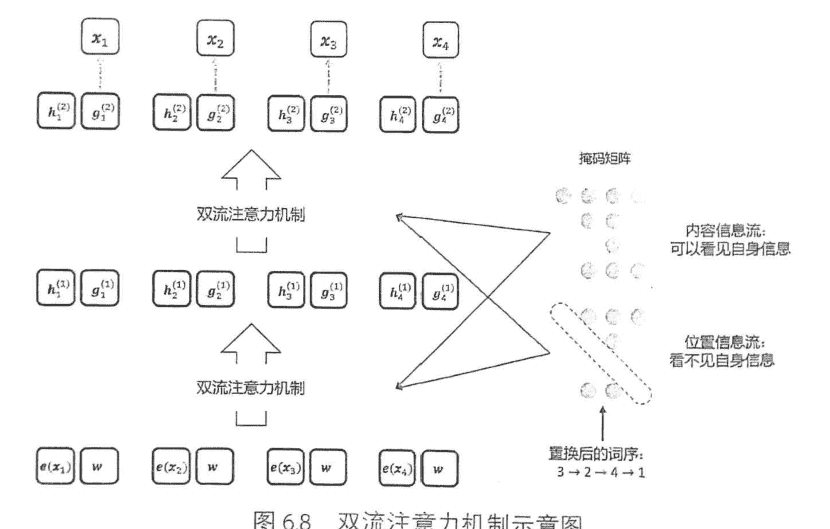 x₁ x₂ x₃ x₄
h₁⁽²⁾ g₁⁽²⁾ h₂⁽²⁾ g₂⁽²⁾ h₃⁽²⁾ g₃⁽²⁾ h₄⁽²⁾ g₄⁽²⁾
掩码矩阵
双流注意力机制
内容信息流:
可以看见自身信息
h₁⁽¹⁾ g₁⁽¹⁾ h₂⁽¹⁾ g₂⁽¹⁾ h₃⁽¹⁾ g₃⁽¹⁾ h₄⁽¹⁾ g₄⁽¹⁾
位置信息流:
看不见自身信息
双流注意力机制
置换后的词序:
3→2→4→1
e(x₁) w e(x₂) w e(x₃) w e(x₄) w
图 6.8 双流注意力机制示意图